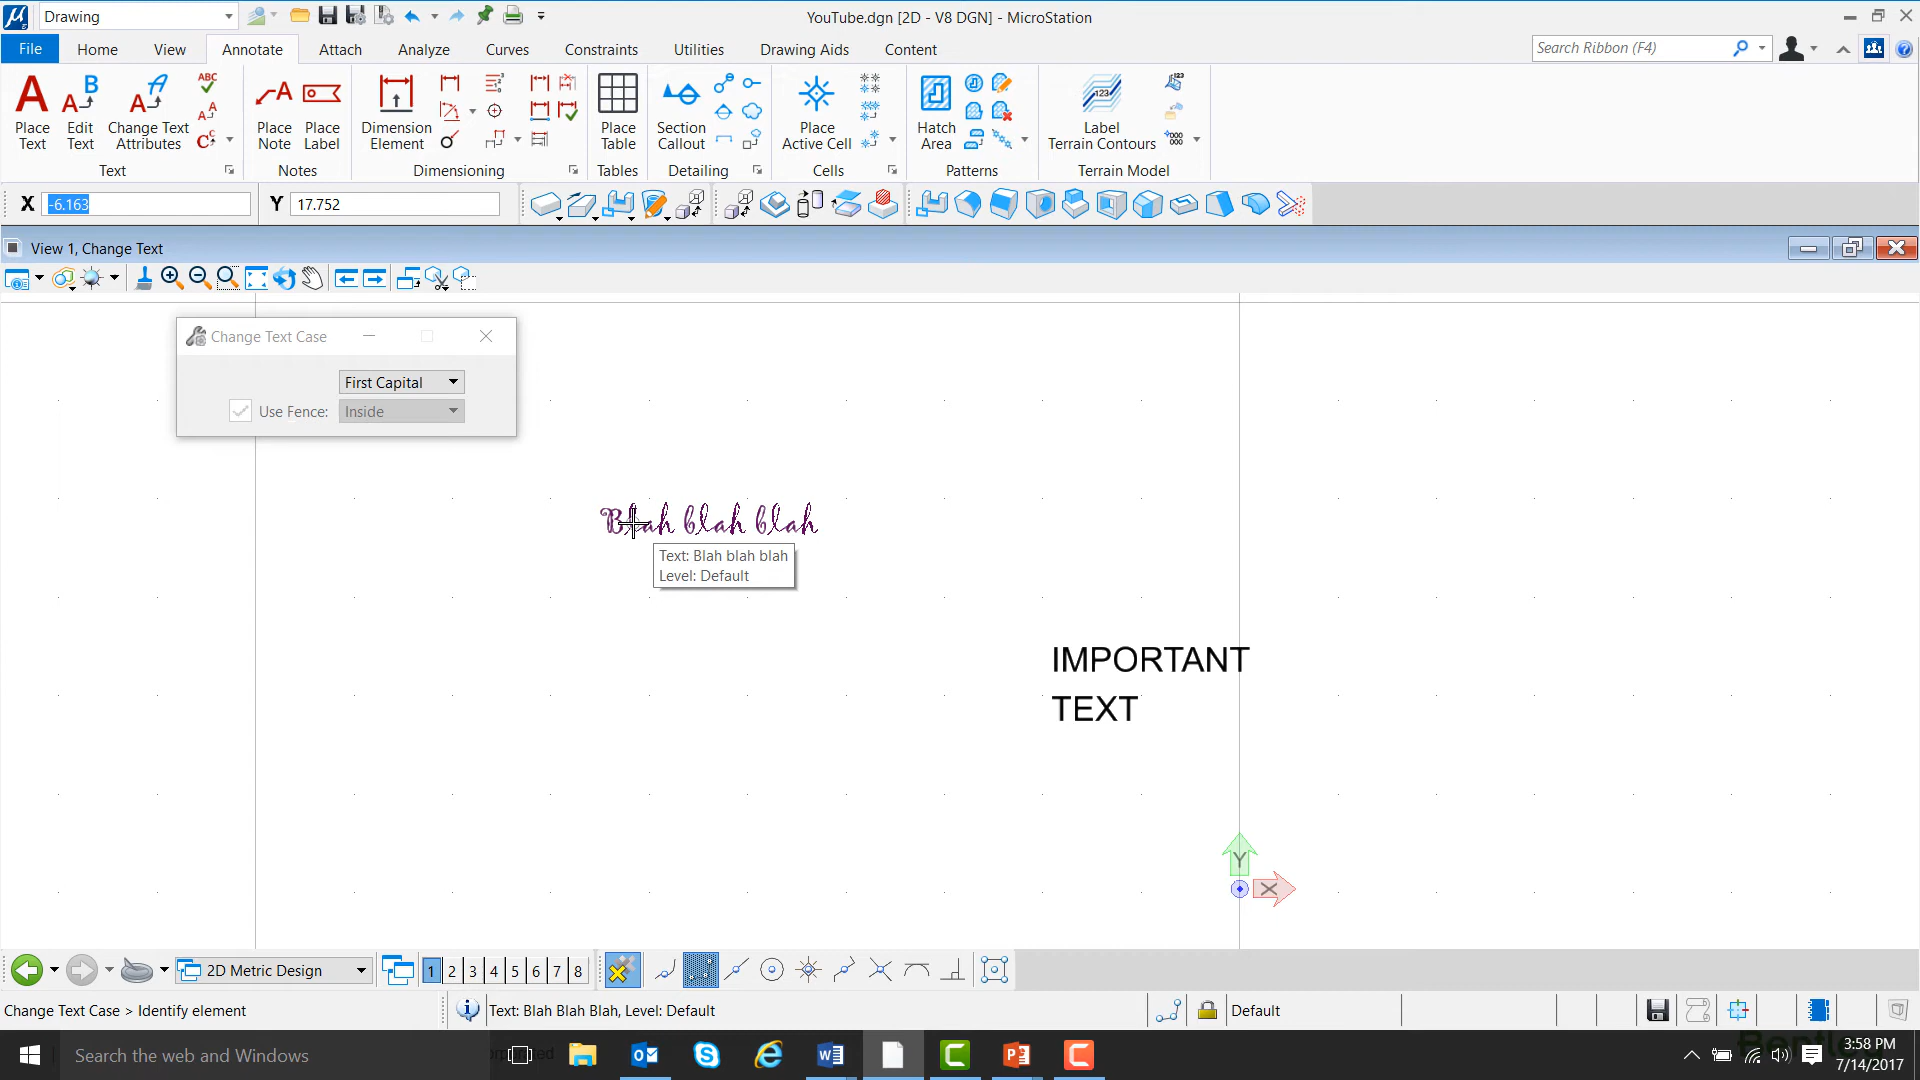 Drawing
YouTube.dgn [2D - V8 DGN] - MicroStation
File Home View Annotate Attach Analyze Curves Constraints Utilities Drawing Aids Content
Search Ribbon (F4)
Place Text
Edit Text
Change Text Attributes
Place Note
Place Label
Dimension Element
Place Table
Section Callout
Place Active Cell
Hatch Area
Label Terrain Contours
Text Notes Dimensioning Tables Detailing Cells Patterns Terrain Model
X -6.163 Y 17.752
View 1, Change Text
Change Text Case
First Capital
Use Fence: Inside
Blah blah blah
Text: Blah blah blah
Level: Default
IMPORTANT
TEXT
Y
X
2D Metric Design 1 2 3 4 5 6 7 8
Change Text Case > Identify element Text: Blah Blah Blah, Level: Default Default
Search the web and Windows
3:58 PM
7/14/2017